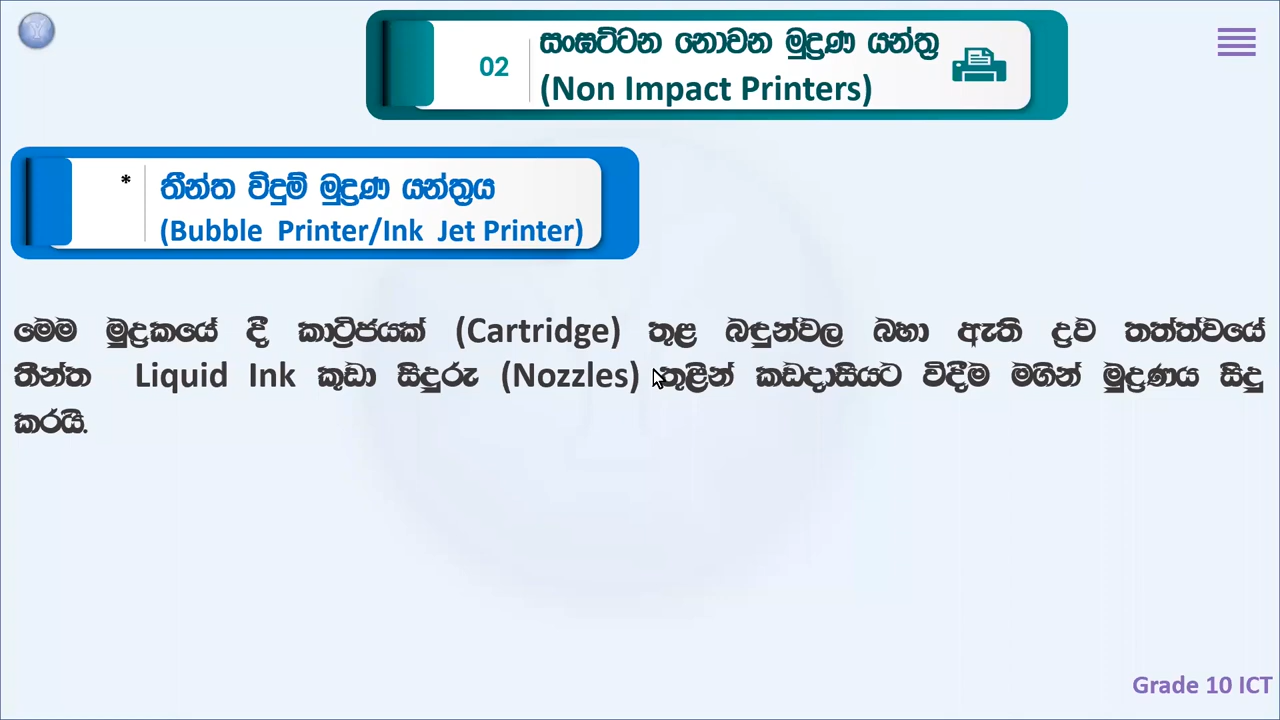 02
සංඝට්ටන නොවන මුද්‍රණ යන්ත්‍ර
(Non Impact Printers)
* තීන්ත විදුම් මුද්‍රණ යන්ත්‍රය
(Bubble Printer/Ink Jet Printer)
මෙම මුද්‍රකයේ දී කාට්‍රිජයක් (Cartridge) තුළ බඳුන්වල බහා ඇති ද්‍රව තත්ත්වයේ
තීන්ත Liquid Ink කුඩා සිදුරු (Nozzles) තුළින් කඩදාසියට විදීම මගින් මුද්‍රණය සිදු
කරයි.
Grade 10 ICT